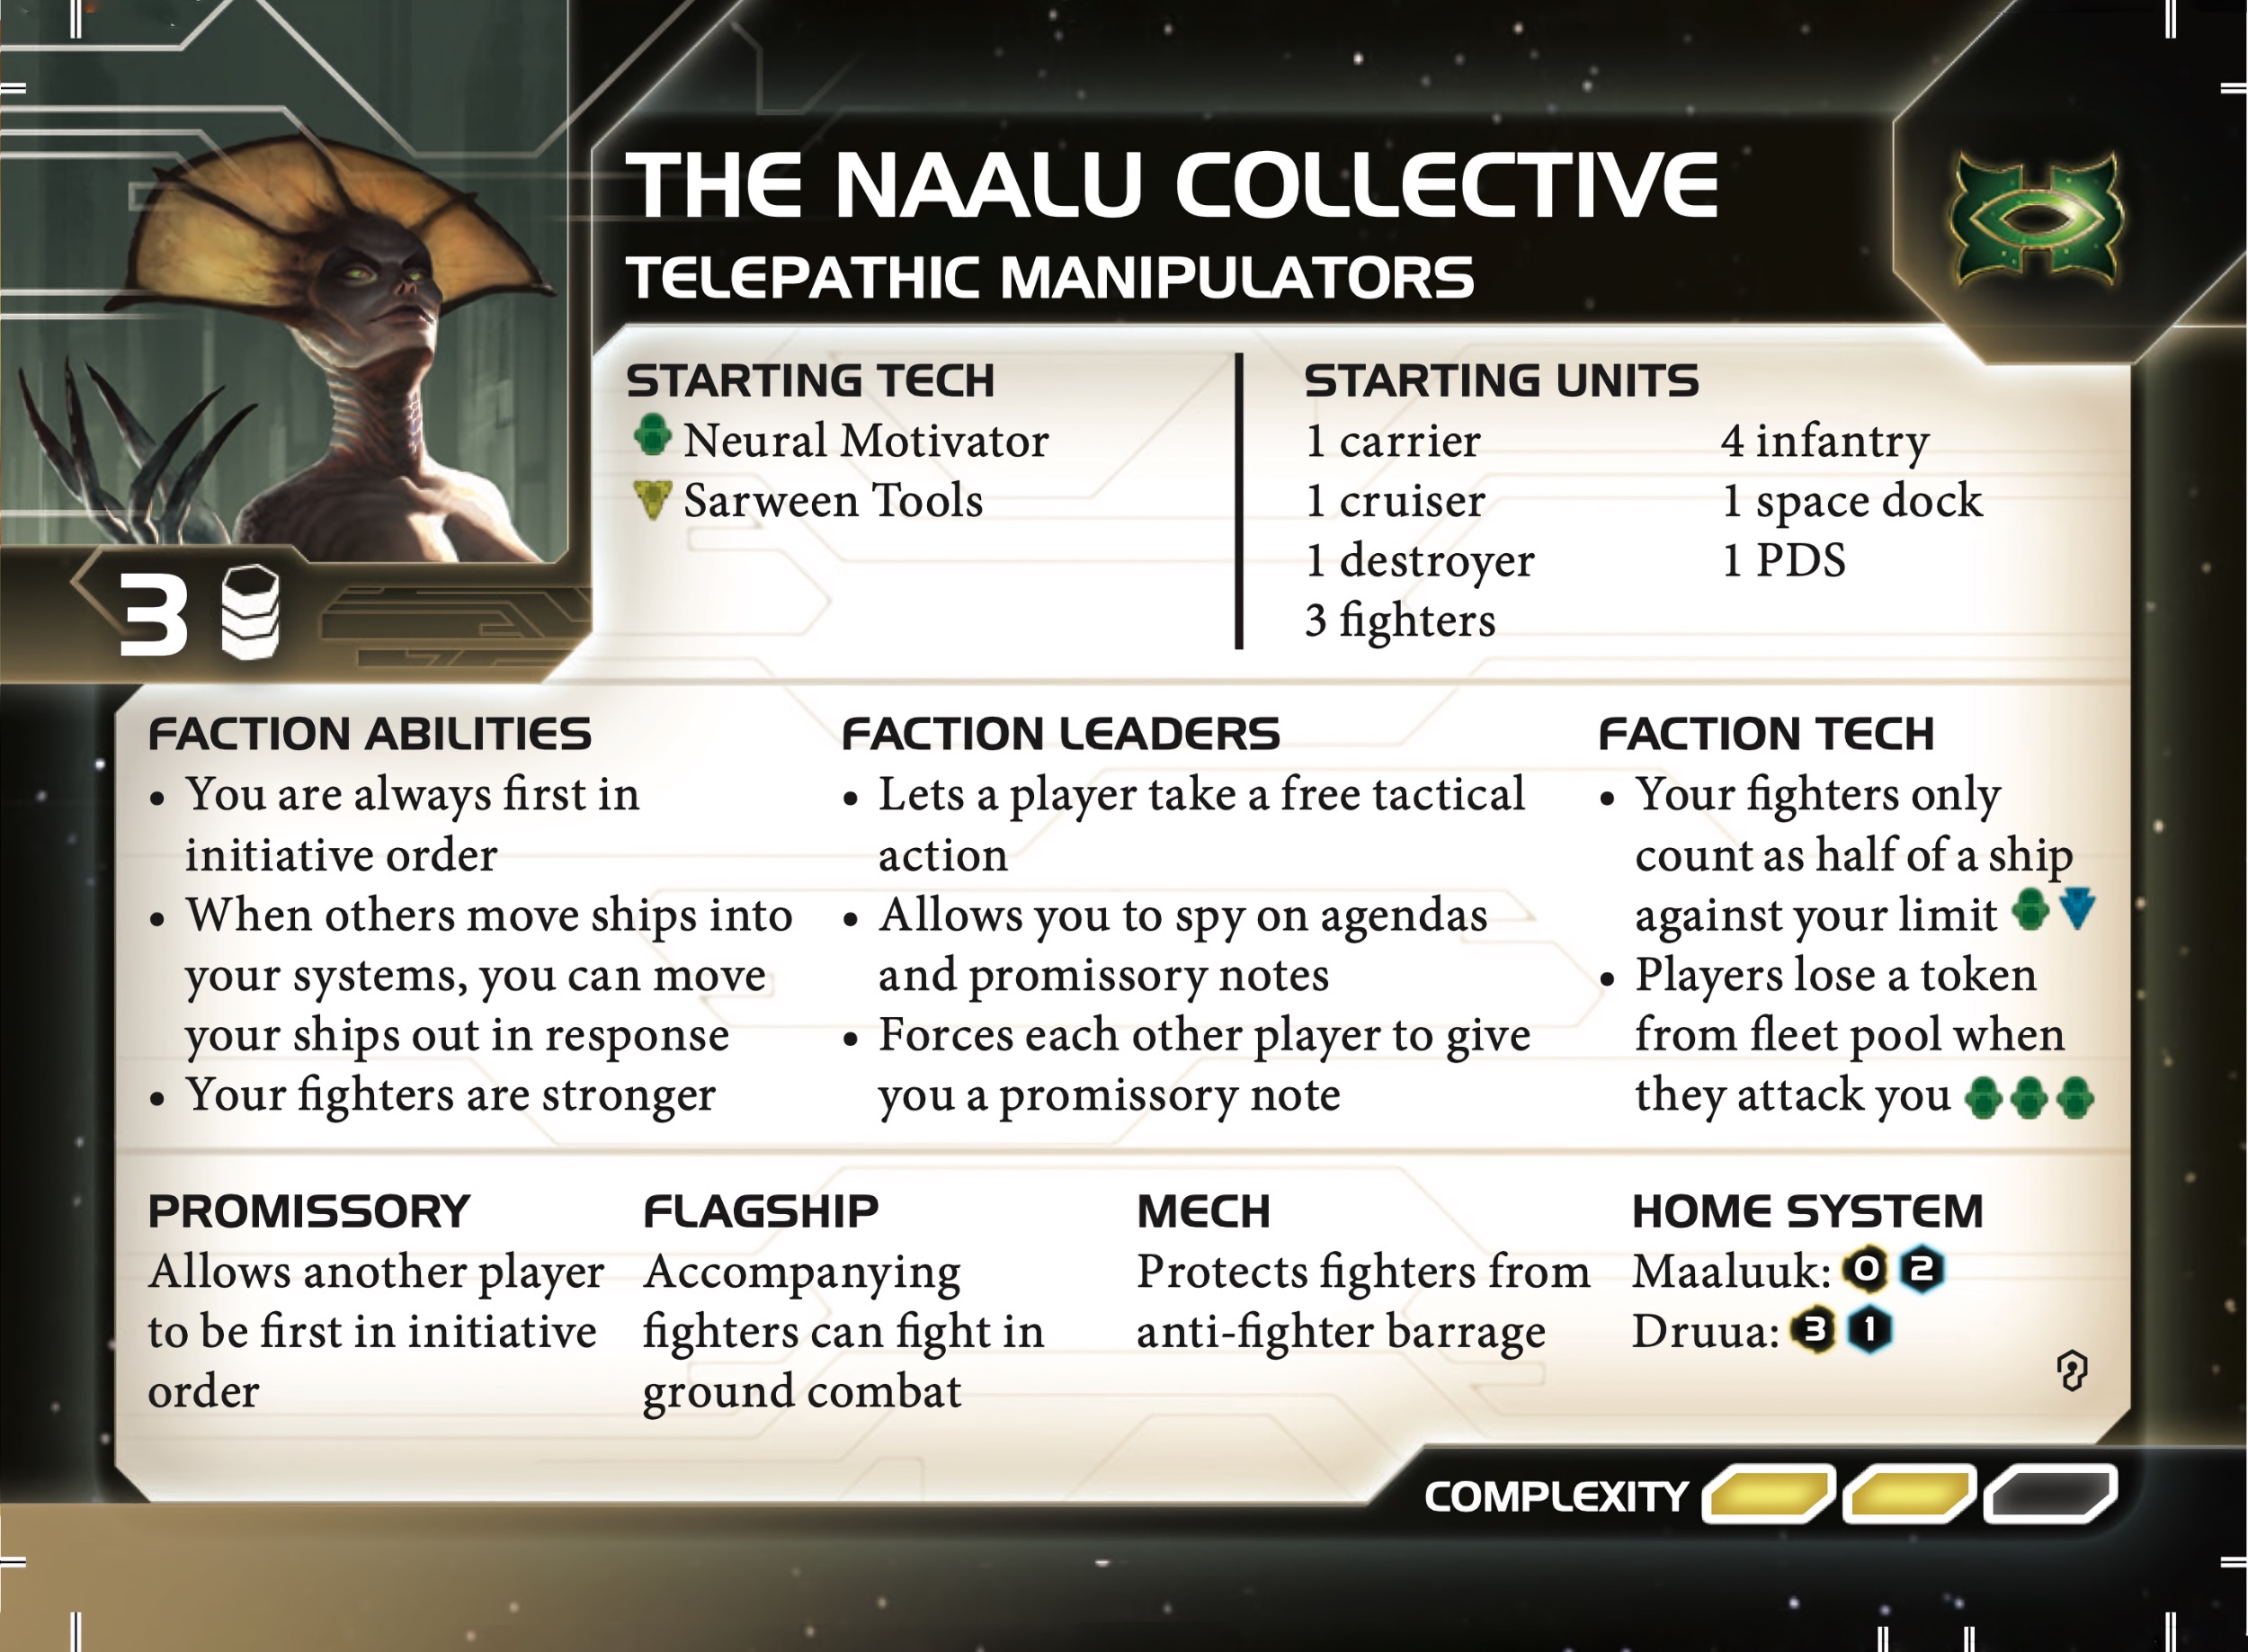 THE NAALU COLLECTIVE
TELEPATHIC MANIPULATORS
STARTING TECH
Neural Motivator
Sarween Tools
STARTING UNITS
1 carrier
1 cruiser
1 destroyer
3 fighters
4 infantry
1 space dock
1 PDS
3
FACTION ABILITIES
• You are always first in
initiative order
• When others move ships into
your systems, you can move
your ships out in response
• Your fighters are stronger
FACTION LEADERS
• Lets a player take a free tactical
action
• Allows you to spy on agendas
and promissory notes
• Forces each other player to give
you a promissory note
FACTION TECH
• Your fighters only
count as half of a ship
against your limit
• Players lose a token
from fleet pool when
they attack you
PROMISSORY
Allows another player
to be first in initiative
order
FLAGSHIP
Accompanying
fighters can fight in
ground combat
MECH
Protects fighters from
anti-fighter barrage
HOME SYSTEM
Maaluuk: 0 2
Druua: 3 1
COMPLEXITY